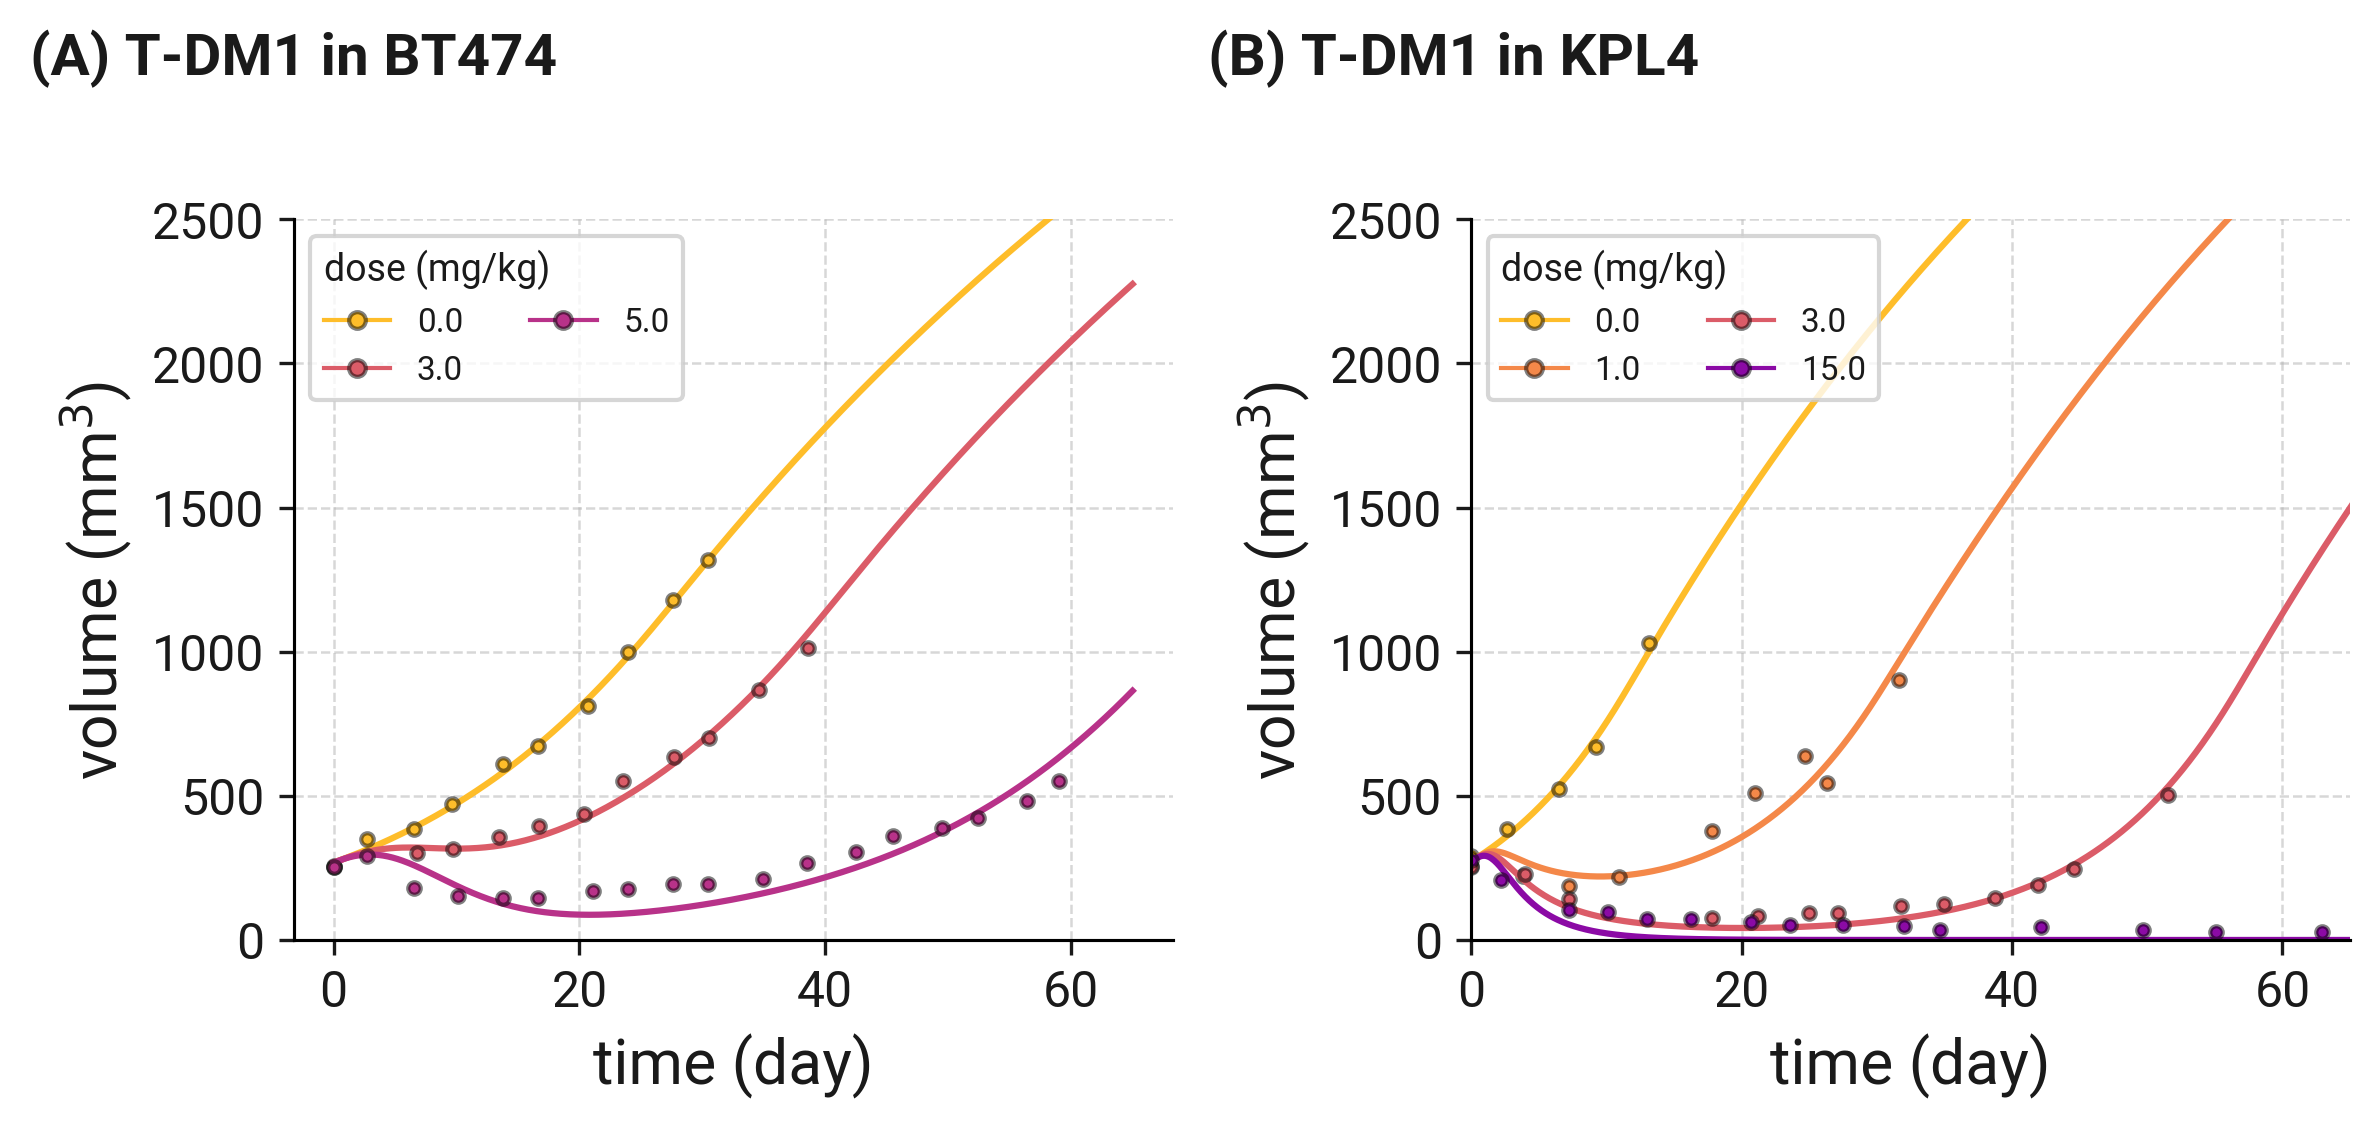 (A) T-DM1 in BT474
volume (mm³)
2500
2000
1500
1000
500
0
dose (mg/kg)
0.0 5.0
3.0
0 20 40 60
time (day)
(B) T-DM1 in KPL4
volume (mm³)
2500
2000
1500
1000
500
0
dose (mg/kg)
0.0 3.0
1.0 15.0
0 20 40 60
time (day)